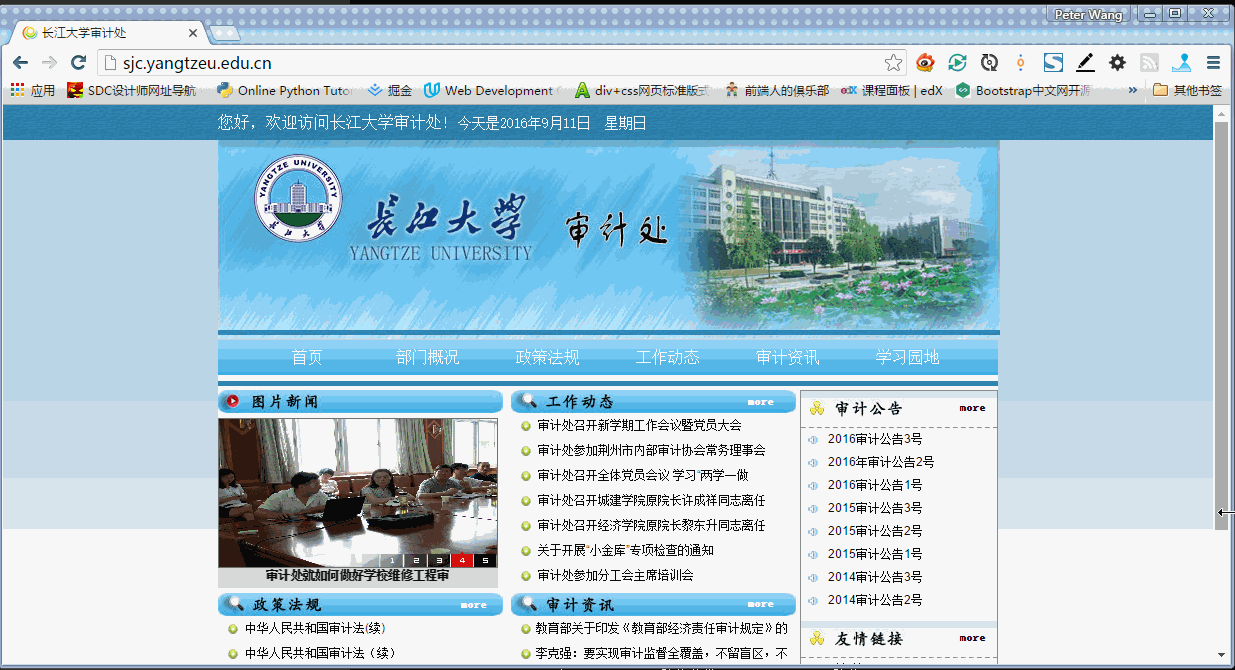 Peter Wang
长江大学审计处
sjc.yangtzeu.edu.cn
应用 SDC设计师网址导航 Online Python Tuto 掘金 Web Development div+css网页标准版式 前端人的俱乐部 课程面板 | edX Bootstrap中文网开源 » 其他书签
您好，欢迎访问长江大学审计处！今天是2016年9月11日 星期日
YANGTZE UNIVERSITY
长江大学
长江大学 审计处
YANGTZE UNIVERSITY
首页 部门概况 政策法规 工作动态 审计资讯 学习园地
图片新闻
1 2 3 4 5
审计处就如何做好学校维修工程审
工作动态 more
审计处召开新学期工作会议暨党员大会
审计处参加荆州市内部审计协会常务理事会
审计处召开全体党员会议 学习“两学一做
审计处召开城建学院原院长许成祥同志离任
审计处召开经济学院原院长黎东升同志离任
关于开展“小金库”专项检查的通知
审计处参加分工会主席培训会
审计公告 more
2016审计公告3号
2016年审计公告2号
2016审计公告1号
2015审计公告3号
2015审计公告2号
2015审计公告1号
2014审计公告3号
2014审计公告2号
政策法规 more
中华人民共和国审计法(续)
中华人民共和国审计法（续）
审计资讯 more
教育部关于印发《教育部经济责任审计规定》的
李克强：要实现审计监督全覆盖，不留盲区，不
友情链接 more